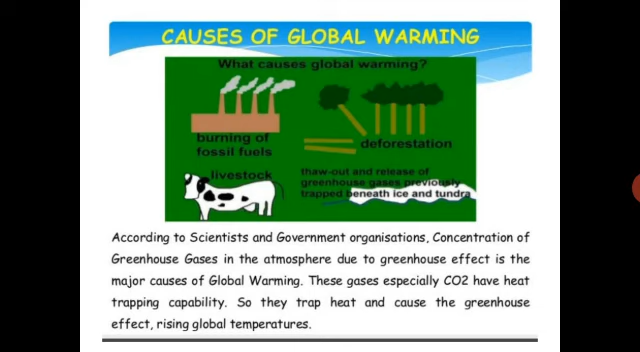 CAUSES OF GLOBAL WARMING
What causes global warming?
burning of
fossil fuels
deforestation
livestock
thaw-out and release of
greenhouse gases previously
trapped beneath ice and tundra
According to Scientists and Government organisations, Concentration of
Greenhouse Gases in the atmosphere due to greenhouse effect is the
major causes of Global Warming. These gases especially CO2 have heat
trapping capability. So they trap heat and cause the greenhouse
effect, rising global temperatures.